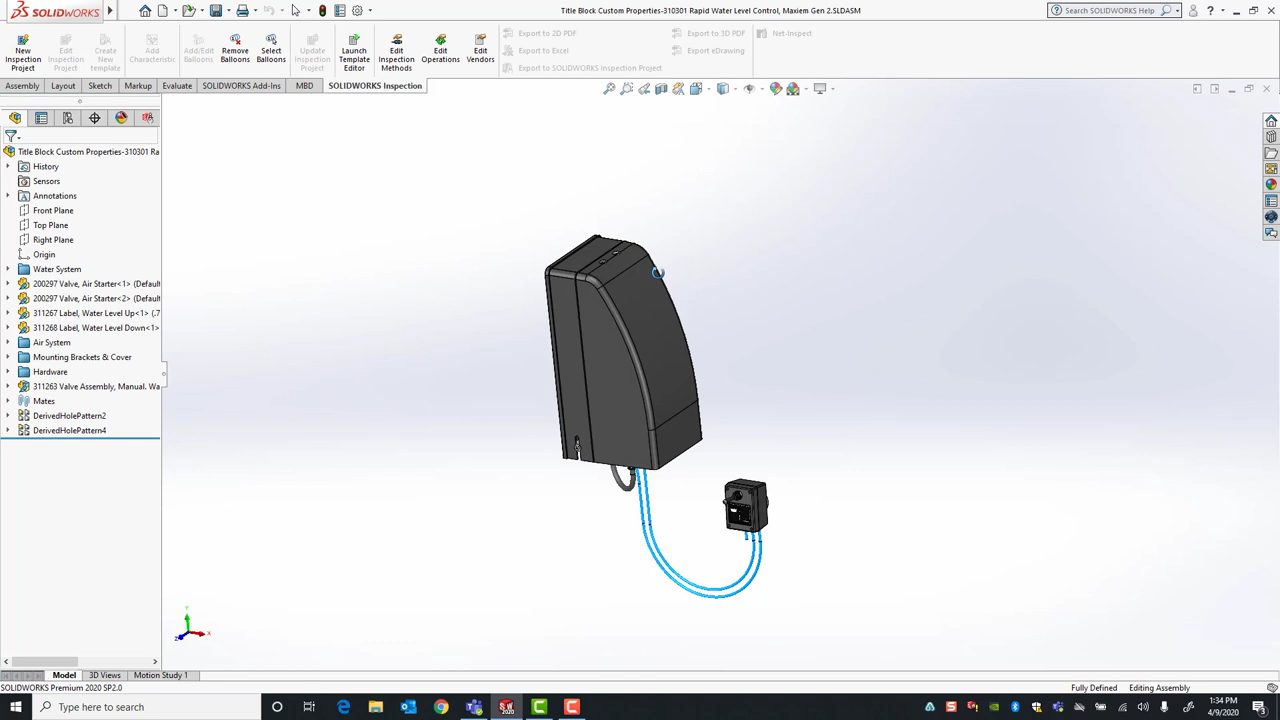 SOLIDWORKS
Title Block Custom Properties-310301 Rapid Water Level Control, Maxiem Gen 2.SLDASM
Search SOLIDWORKS Help
New Inspection Project
Edit Inspection Project
Create New template
Add Characteristic
Add/Edit Balloons
Remove Balloons
Select Balloons
Update Inspection Project
Launch Template Editor
Edit Inspection Methods
Edit Operations
Edit Vendors
Export to 2D PDF
Export to Excel
Export to SOLIDWORKS Inspection Project
Export to 3D PDF
Export eDrawing
Net-Inspect
Assembly
Layout
Sketch
Markup
Evaluate
SOLIDWORKS Add-Ins
MBD
SOLIDWORKS Inspection
Title Block Custom Properties-310301 Ra
History
Sensors
Annotations
Front Plane
Top Plane
Right Plane
Origin
Water System
200297 Valve, Air Starter<1> (Default
200297 Valve, Air Starter<2> (Default
311267 Label, Water Level Up<1> (.7
311268 Label, Water Level Down<1>
Air System
Mounting Brackets & Cover
Hardware
311263 Valve Assembly, Manual. Wa
Mates
DerivedHolePattern2
DerivedHolePattern4
Y
X
Z
Model
3D Views
Motion Study 1
SOLIDWORKS Premium 2020 SP2.0
Fully Defined
Editing Assembly
Type here to search
1:34 PM
4/9/2020